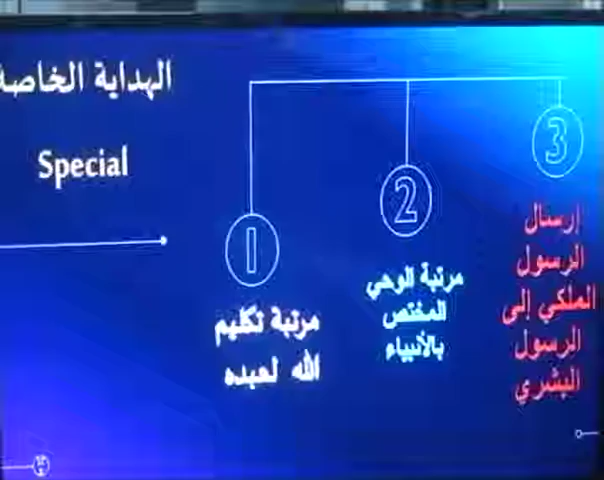 الهداية الخاصة
Special
1
مرتبة تكليم
الله لعبده
2
مرتبة الوحي
المختص
بالأنبياء
3
إرسال
الرسول
الملكي إلى
الرسول
البشري